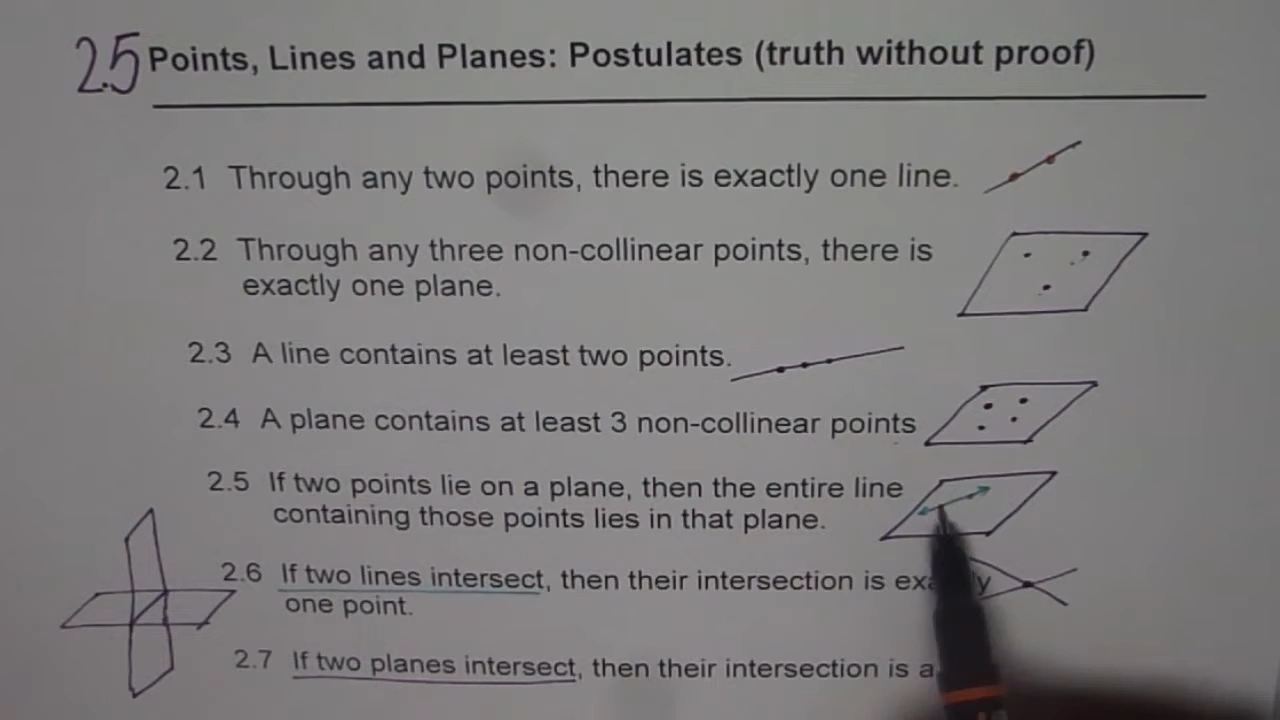 2.5 Points, Lines and Planes: Postulates (truth without proof)
2.1 Through any two points, there is exactly one line.
2.2 Through any three non-collinear points, there is
exactly one plane.
2.3 A line contains at least two points.
2.4 A plane contains at least 3 non-collinear points
2.5 If two points lie on a plane, then the entire line
containing those points lies in that plane.
2.6 If two lines intersect, then their intersection is
one point.
2.7 If two planes intersect, then their intersection is a